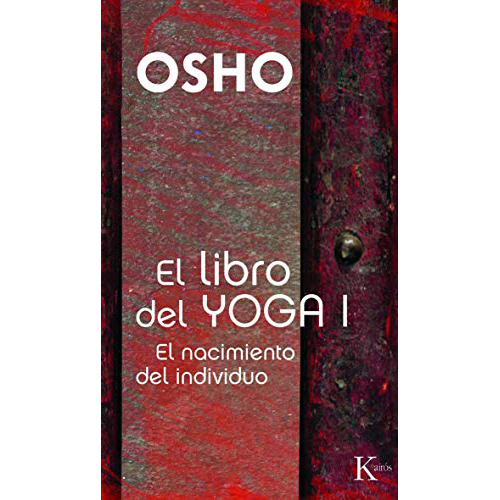 OSHO
El libro
del YOGA I
El nacimiento
del individuo
Kairós